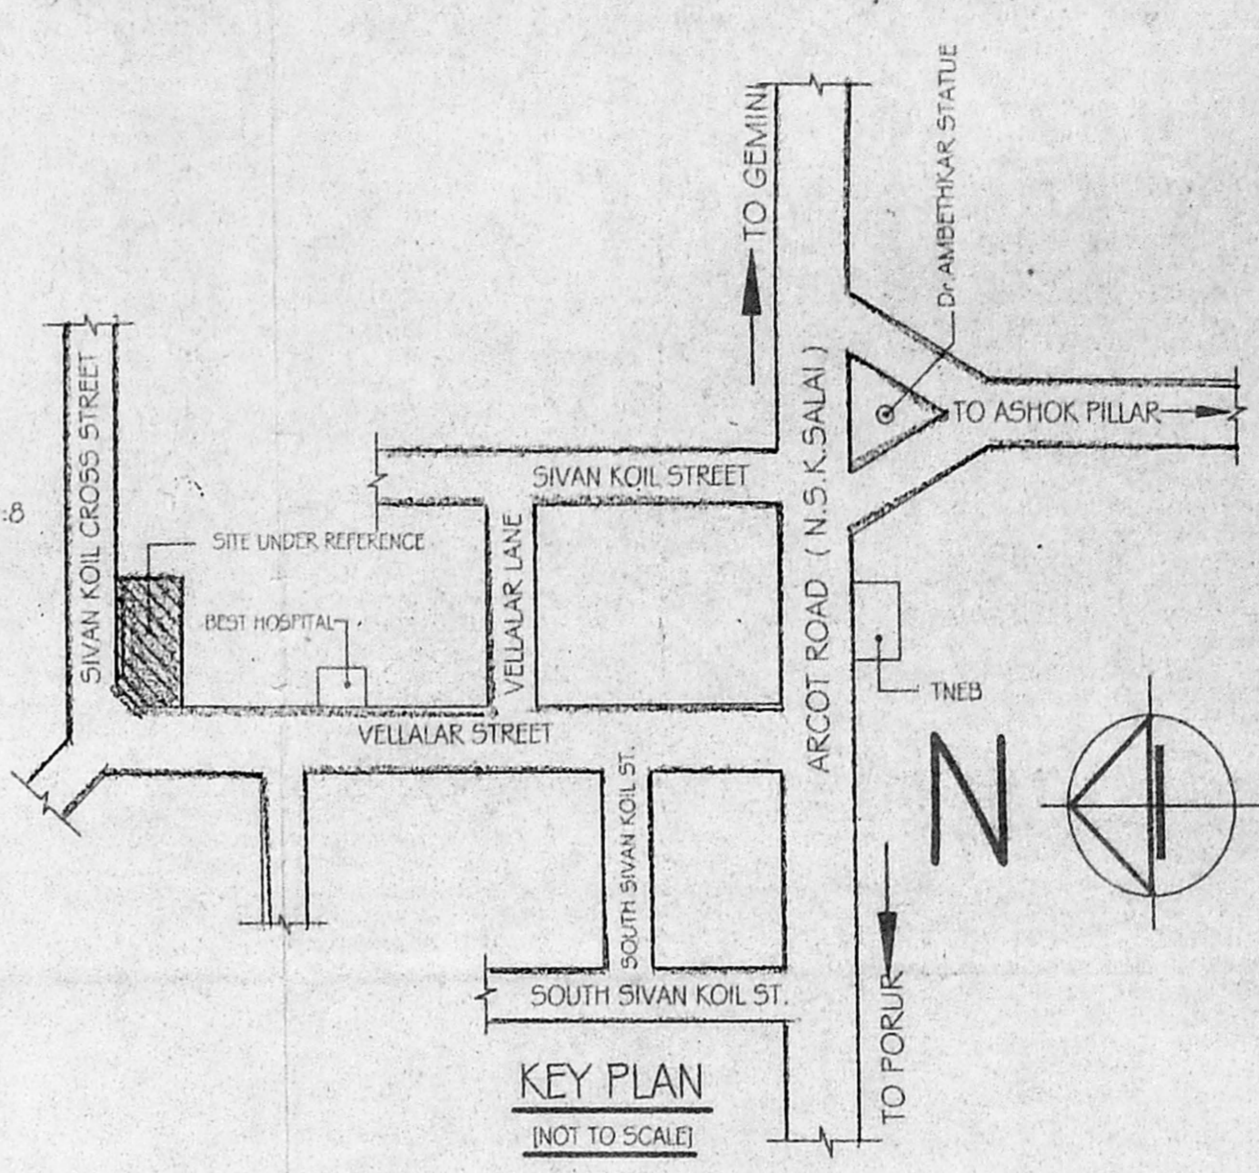 TO GEMINI
Dr. AMBETHKAR STATUE
SIVAN KOIL CROSS STREET
TO ASHOK PILLAR
SIVAN KOIL STREET
ARCOT ROAD ( N.S.K.SALAI )
:8
SITE UNDER REFERENCE
VELLALAR LANE
BEST HOSPITAL
TNEB
VELLALAR STREET
SOUTH SIVAN KOIL ST.
N
SOUTH SIVAN KOIL ST.
TO PORUR
KEY PLAN
[NOT TO SCALE]